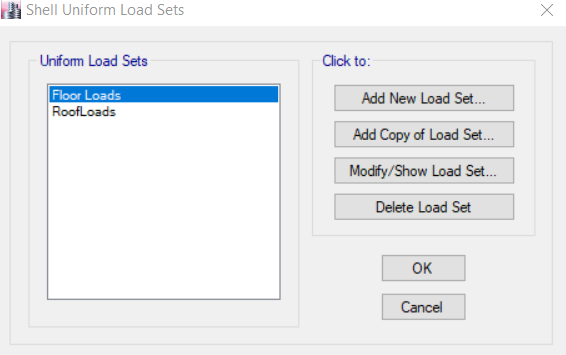 Shell Uniform Load Sets
Uniform Load Sets
Floor Loads
RoofLoads
Click to:
Add New Load Set...
Add Copy of Load Set...
Modify/Show Load Set...
Delete Load Set
OK
Cancel